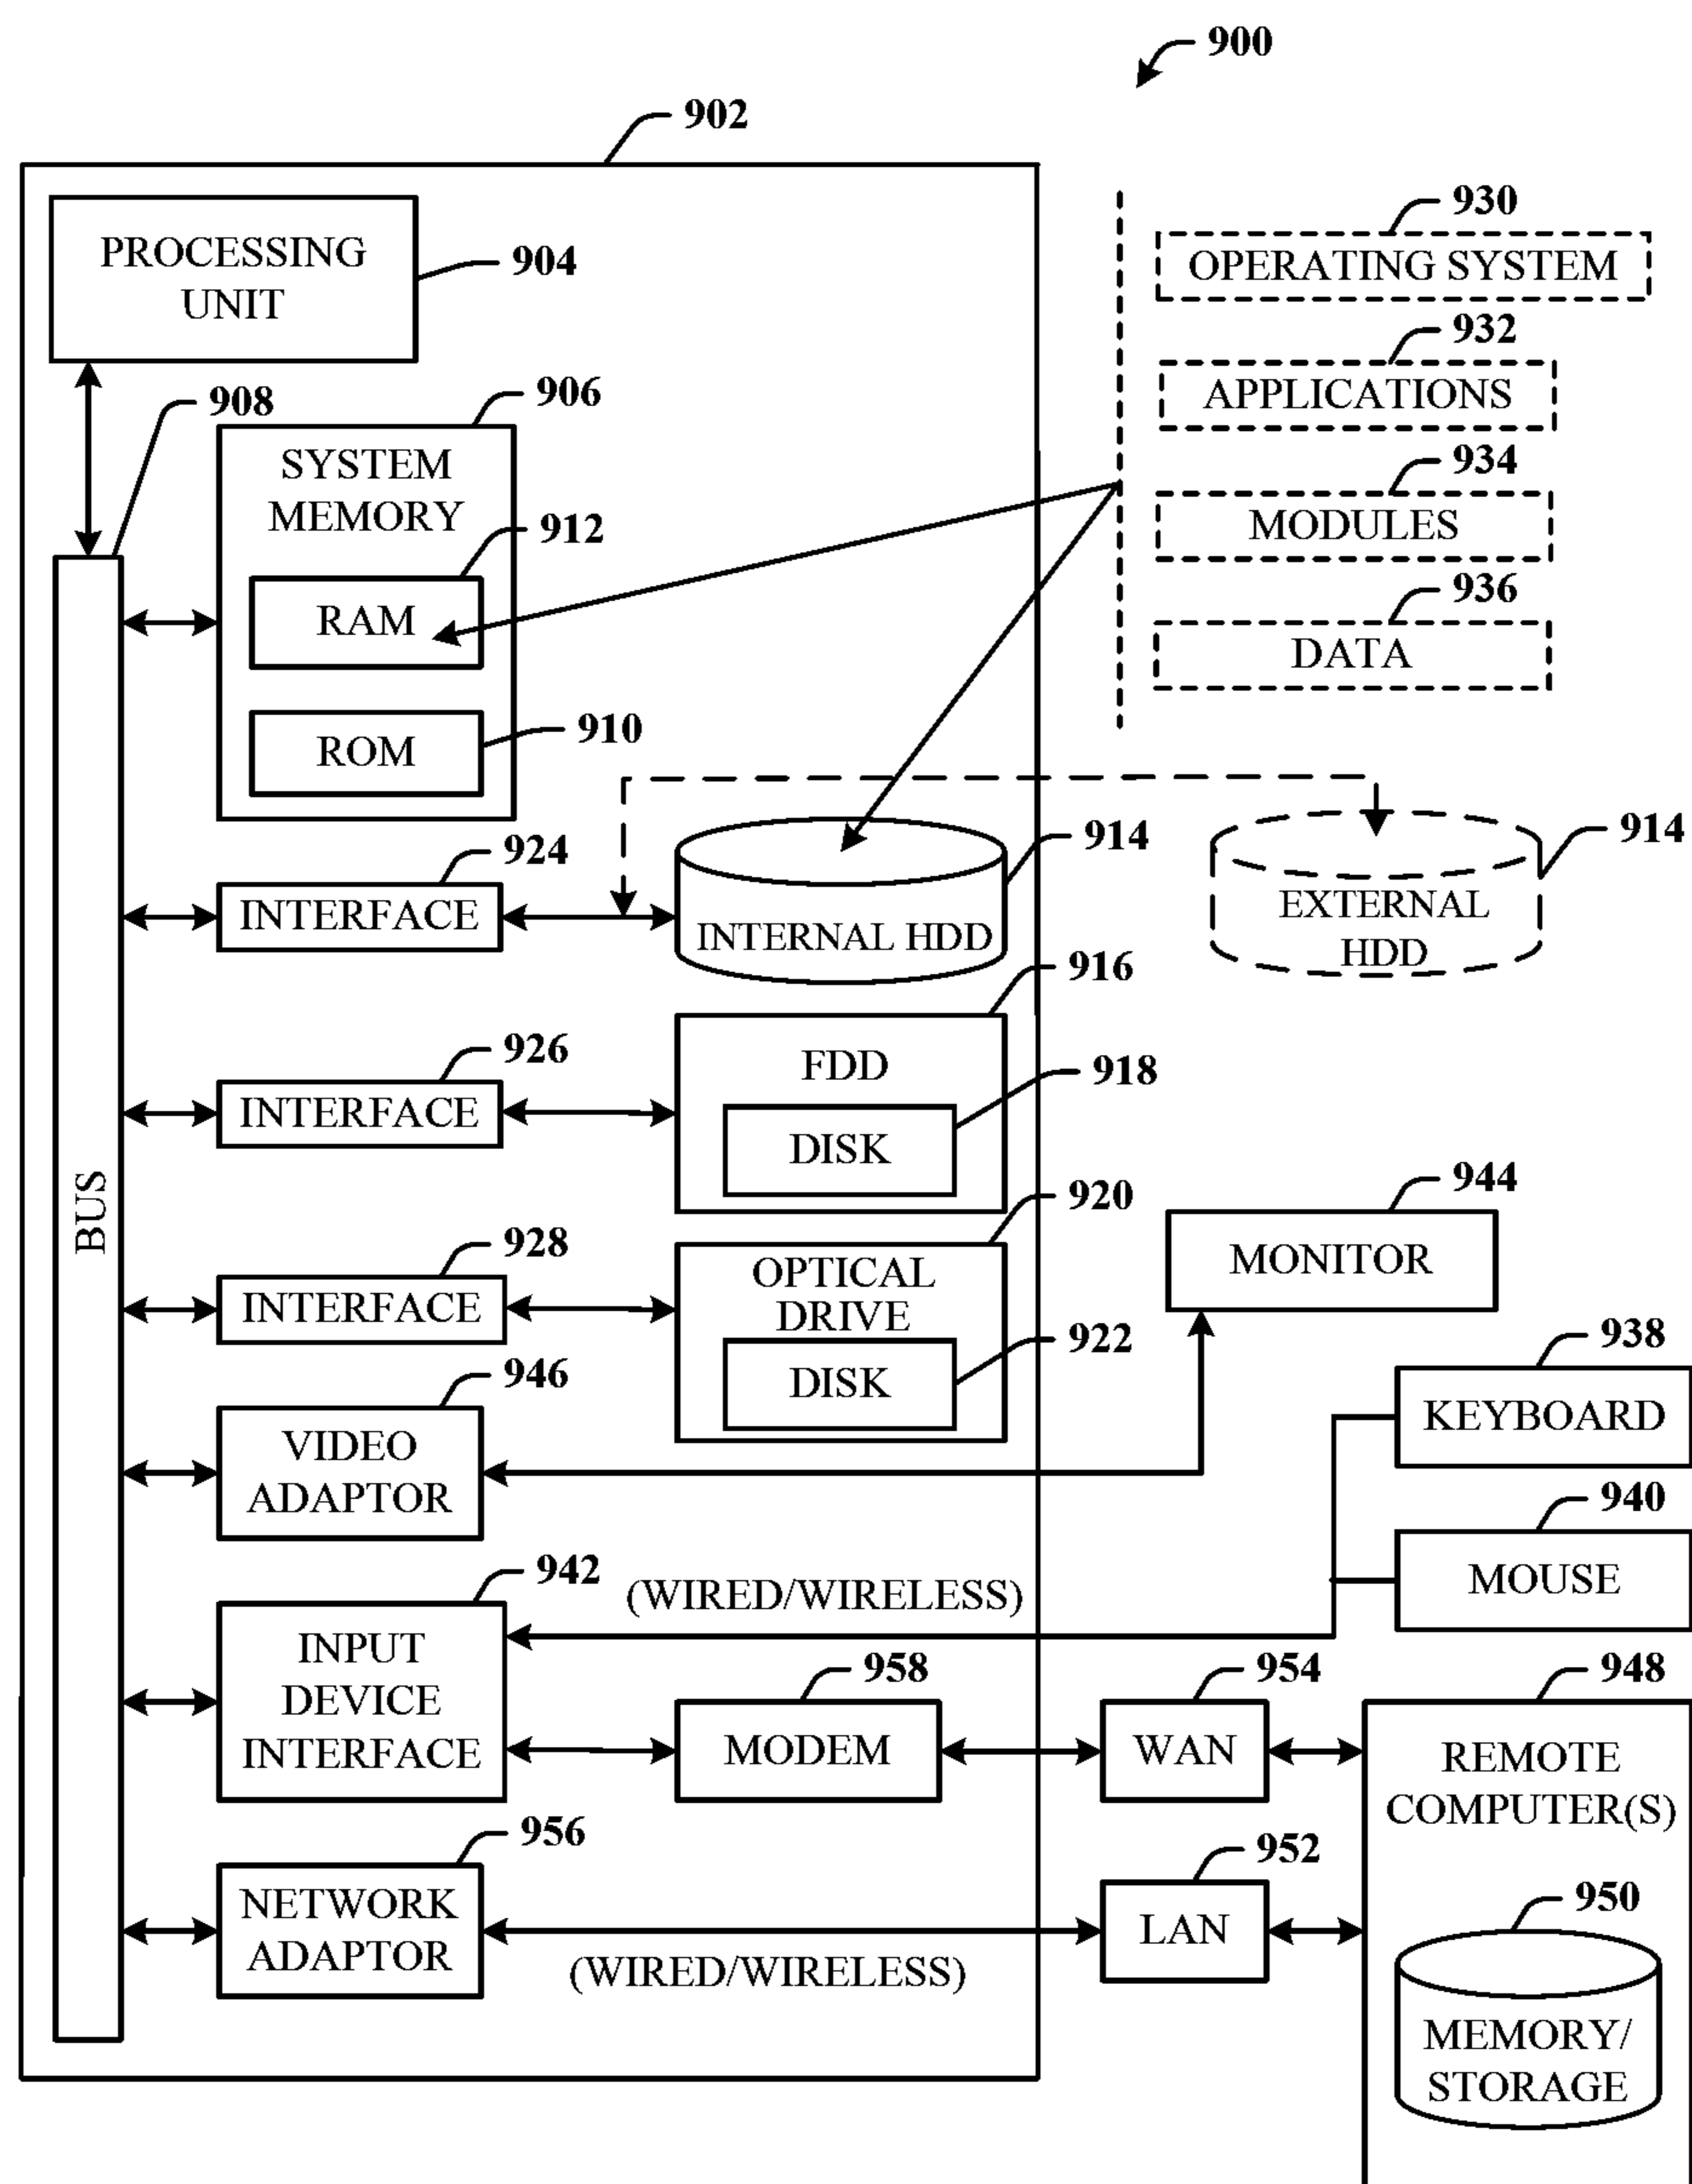 900
902
PROCESSING
UNIT
904
930
OPERATING SYSTEM
932
APPLICATIONS
934
MODULES
936
DATA
908
906
SYSTEM
MEMORY
912
RAM
910
ROM
924
INTERFACE
914
INTERNAL HDD
914
EXTERNAL
HDD
916
FDD
926
INTERFACE
918
DISK
BUS
920
OPTICAL
DRIVE
928
INTERFACE
922
DISK
944
MONITOR
938
KEYBOARD
946
VIDEO
ADAPTOR
940
MOUSE
942
(WIRED/WIRELESS)
INPUT
DEVICE
INTERFACE
958
MODEM
954
WAN
948
REMOTE
COMPUTER(S)
956
NETWORK
ADAPTOR
(WIRED/WIRELESS)
952
LAN
950
MEMORY/
STORAGE